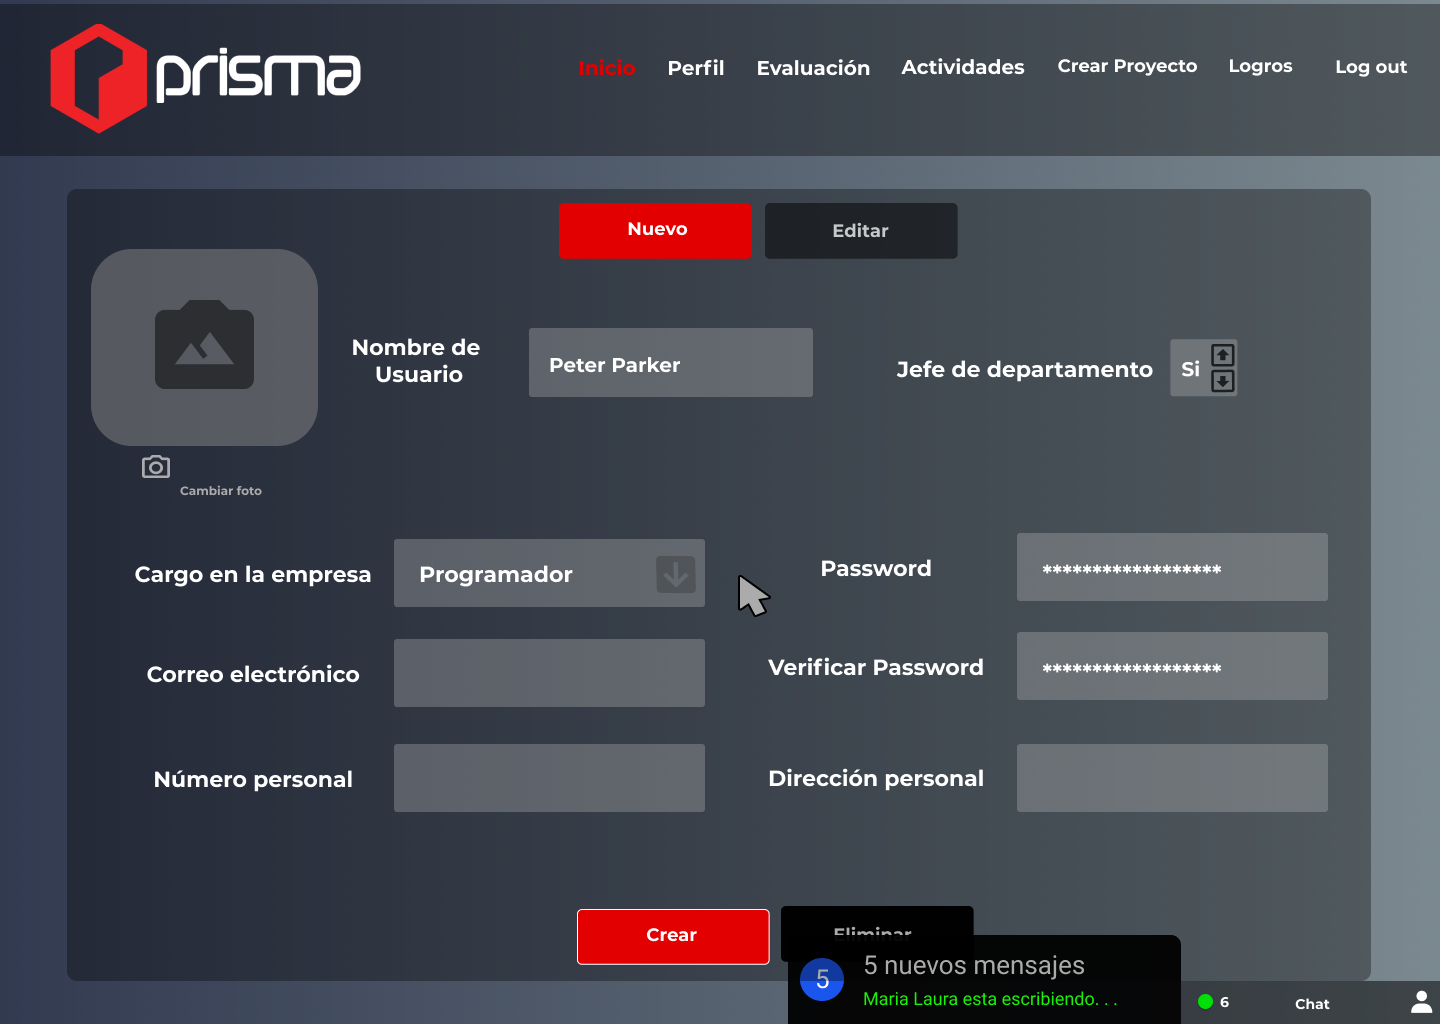 prisma
Inicio Perfil Evaluación Actividades Crear Proyecto Logros Log out
Nuevo Editar
Nombre de
Usuario
Peter Parker
Jefe de departamento Si
Cambiar foto
Cargo en la empresa Programador
Password ******************
Correo electrónico
Verificar Password ******************
Número personal
Dirección personal
Crear Eliminar
5 5 nuevos mensajes
Maria Laura esta escribiendo. . .
6 Chat